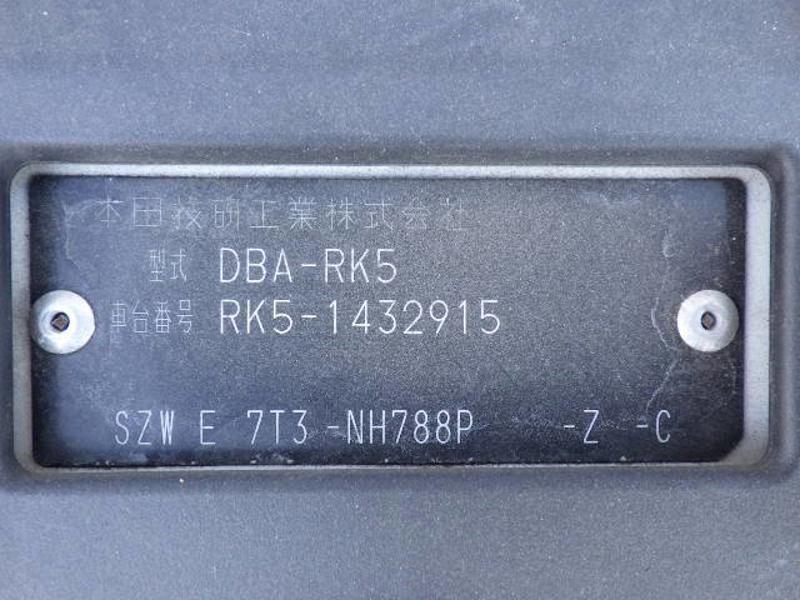 本田技研工業株式会社
型式 DBA-RK5
車台番号 RK5-1432915
SZW E 7T3-NH788P -Z -C